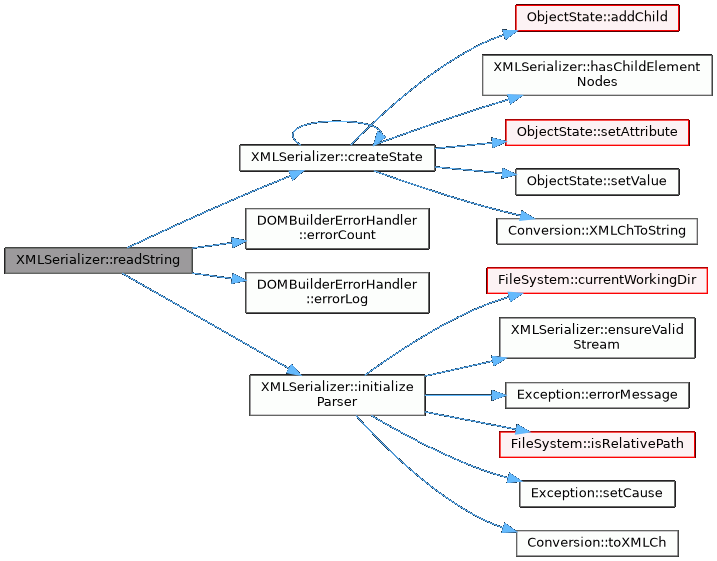 ObjectState::addChild
XMLSerializer::hasChildElement
Nodes
ObjectState::setAttribute
XMLSerializer::createState
ObjectState::setValue
DOMBuilderErrorHandler
::errorCount
Conversion::XMLChToString
XMLSerializer::readString
DOMBuilderErrorHandler
::errorLog
FileSystem::currentWorkingDir
XMLSerializer::ensureValid
Stream
XMLSerializer::initialize
Parser
Exception::errorMessage
FileSystem::isRelativePath
Exception::setCause
Conversion::toXMLCh